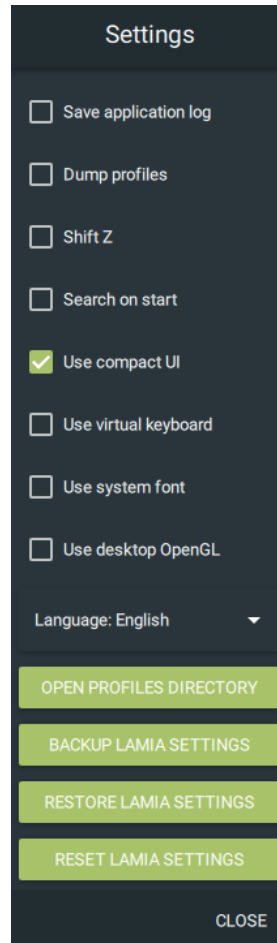 Settings
Save application log
Dump profiles
Shift Z
Search on start
Use compact UI
Use virtual keyboard
Use system font
Use desktop OpenGL
Language: English
OPEN PROFILES DIRECTORY
BACKUP LAMIA SETTINGS
RESTORE LAMIA SETTINGS
RESET LAMIA SETTINGS
CLOSE